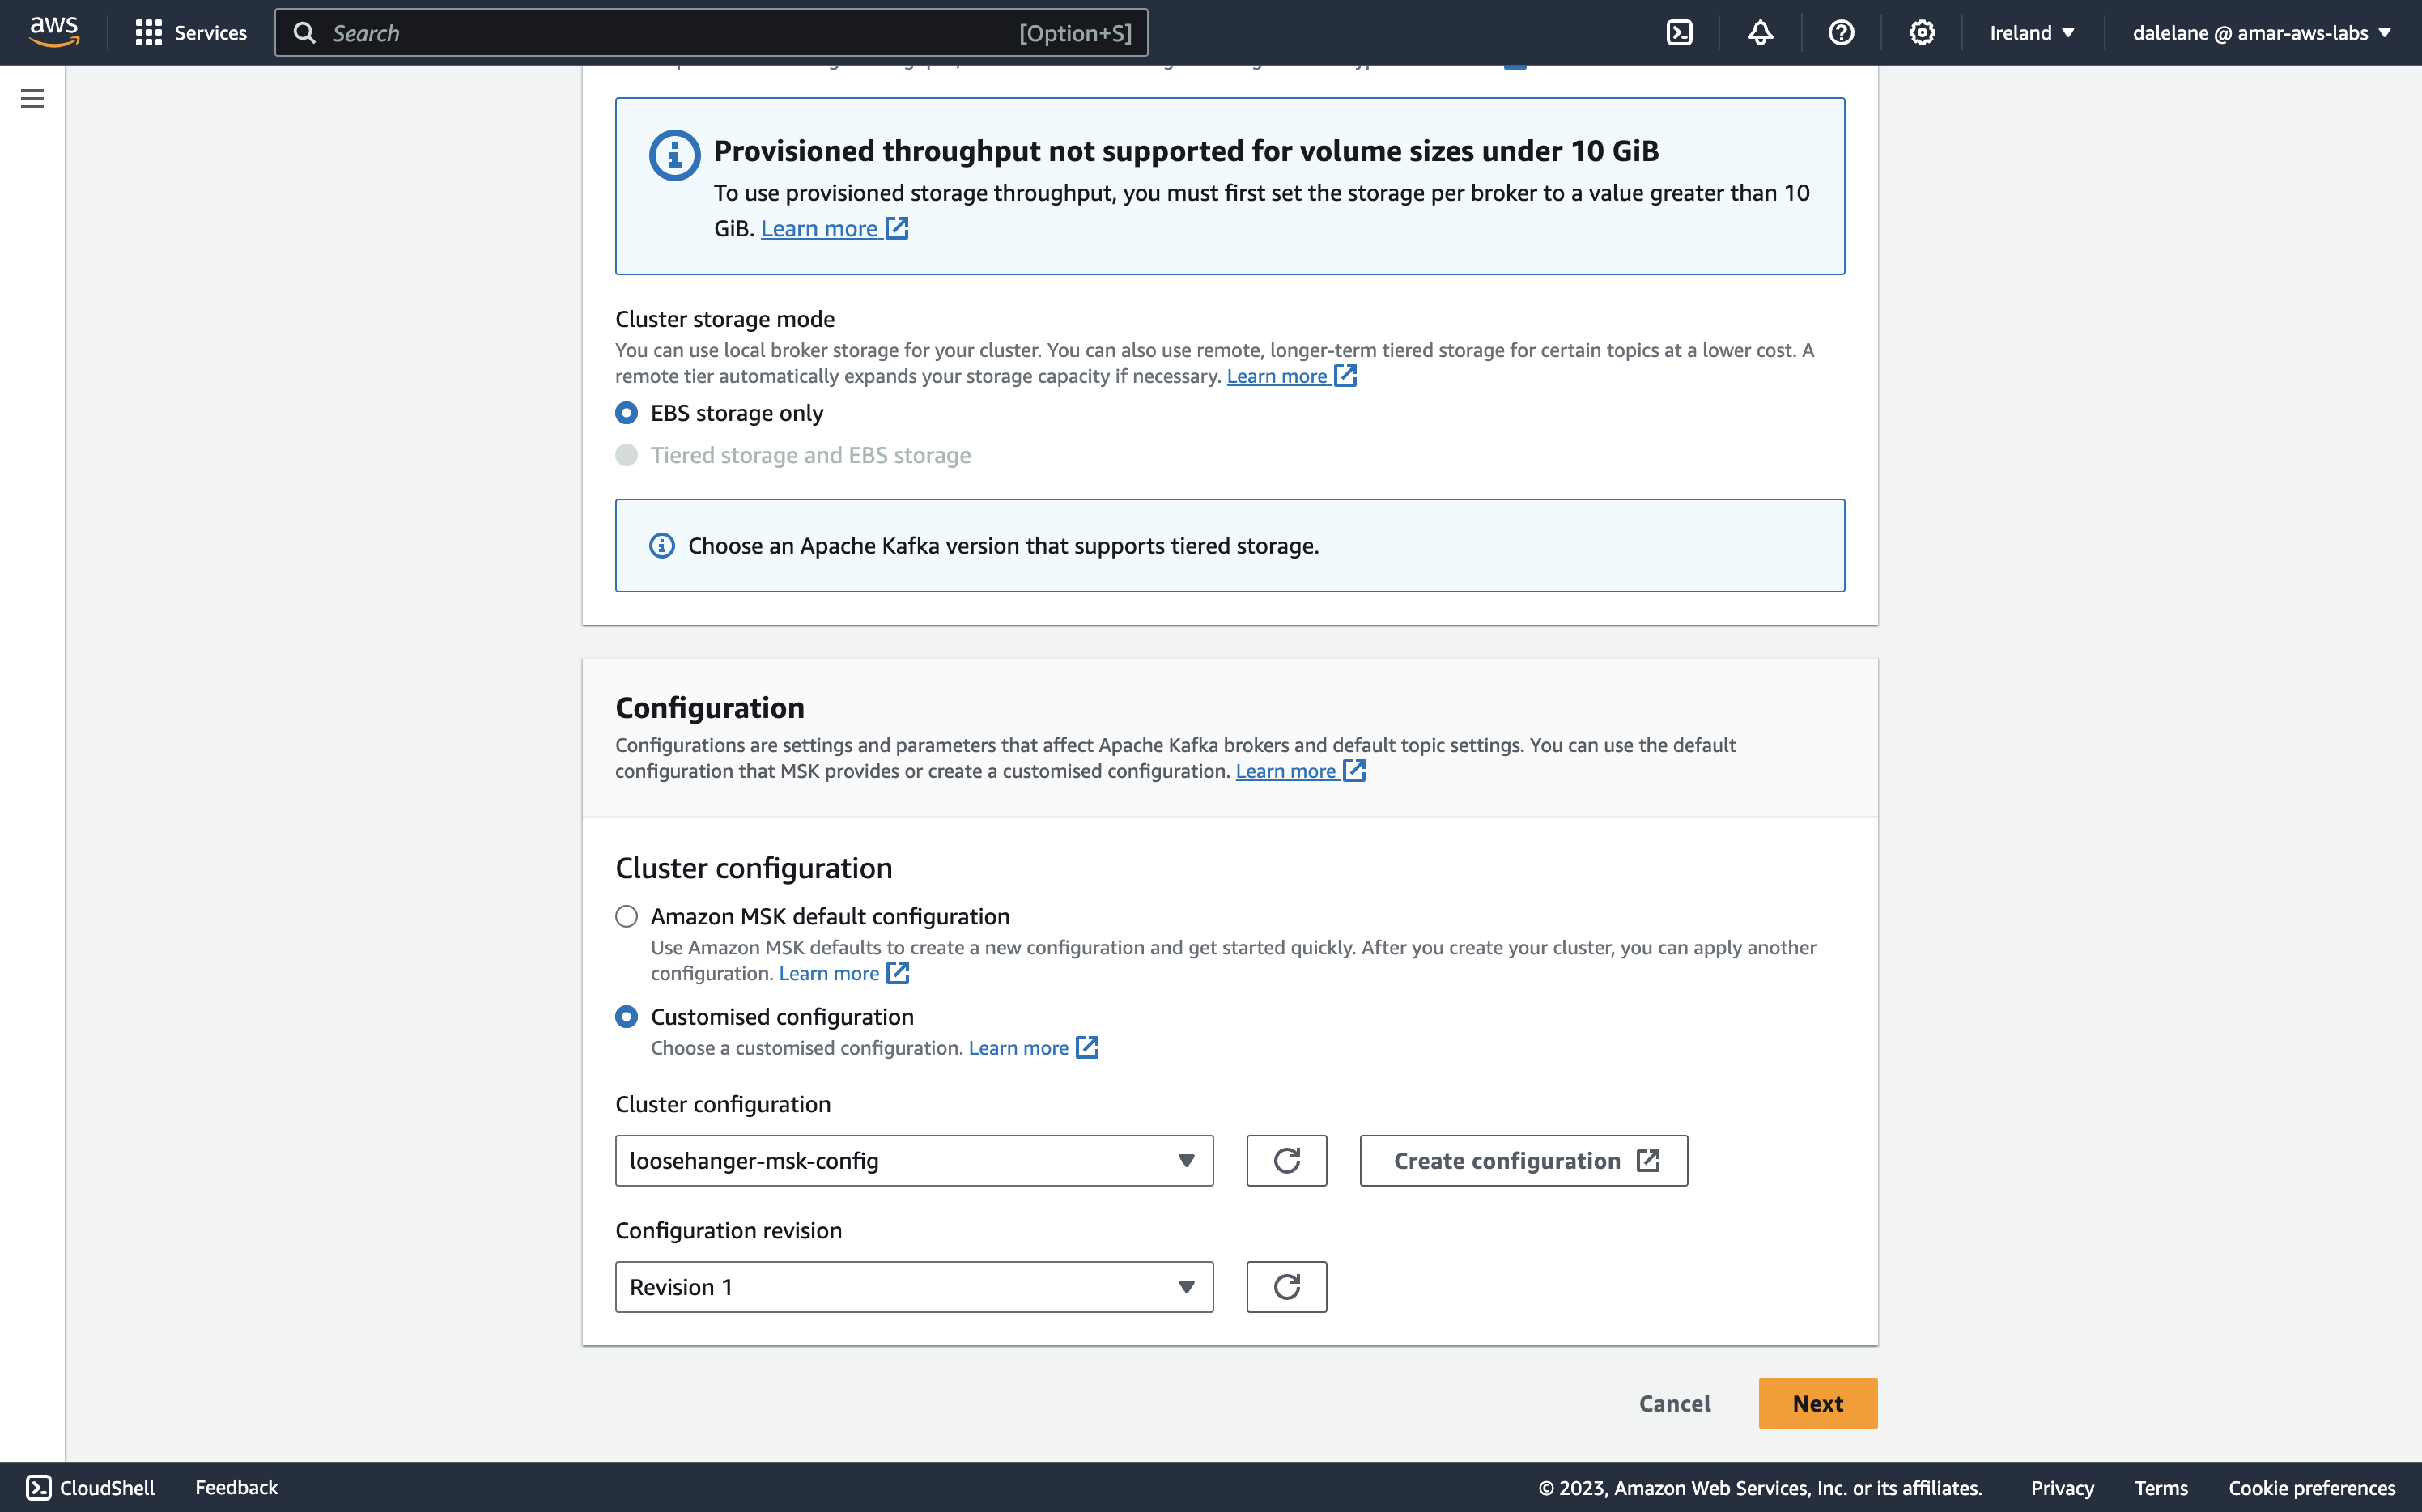 aws
Services
Search
[Option+S]
Ireland
dalelane @ amar-aws-labs
Provisioned throughput not supported for volume sizes under 10 GiB
To use provisioned storage throughput, you must first set the storage per broker to a value greater than 10
GiB. Learn more
Cluster storage mode
You can use local broker storage for your cluster. You can also use remote, longer-term tiered storage for certain topics at a lower cost. A
remote tier automatically expands your storage capacity if necessary. Learn more
EBS storage only
Tiered storage and EBS storage
Choose an Apache Kafka version that supports tiered storage.
Configuration
Configurations are settings and parameters that affect Apache Kafka brokers and default topic settings. You can use the default
configuration that MSK provides or create a customised configuration. Learn more
Cluster configuration
Amazon MSK default configuration
Use Amazon MSK defaults to create a new configuration and get started quickly. After you create your cluster, you can apply another
configuration. Learn more
Customised configuration
Choose a customised configuration. Learn more
Cluster configuration
loosehanger-msk-config
Create configuration
Configuration revision
Revision 1
Cancel
Next
CloudShell
Feedback
© 2023, Amazon Web Services, Inc. or its affiliates.
Privacy
Terms
Cookie preferences